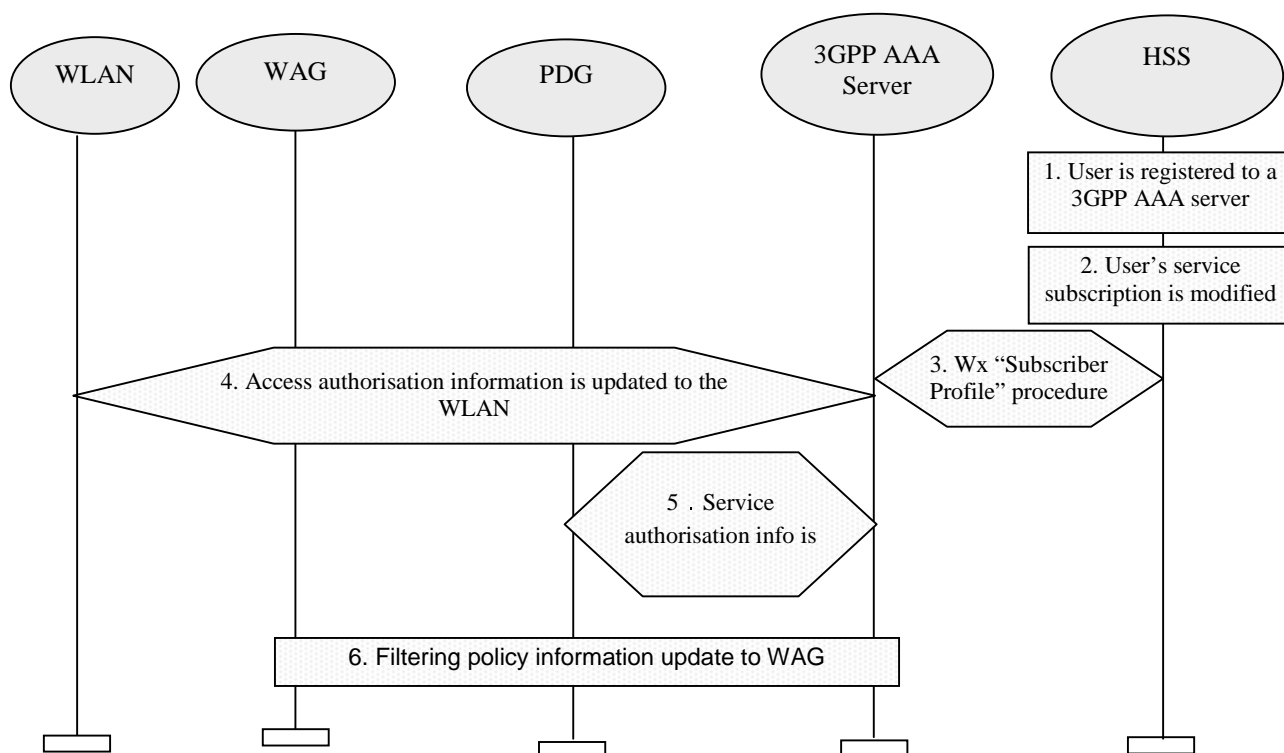 WLAN
WAG
PDG
3GPP AAA
Server
HSS
1. User is registered to a
3GPP AAA server
2. User’s service
subscription is modified
3. Wx “Subscriber
Profile” procedure
4. Access authorisation information is updated to the
WLAN
5 . Service
authorisation info is
6. Filtering policy information update to WAG